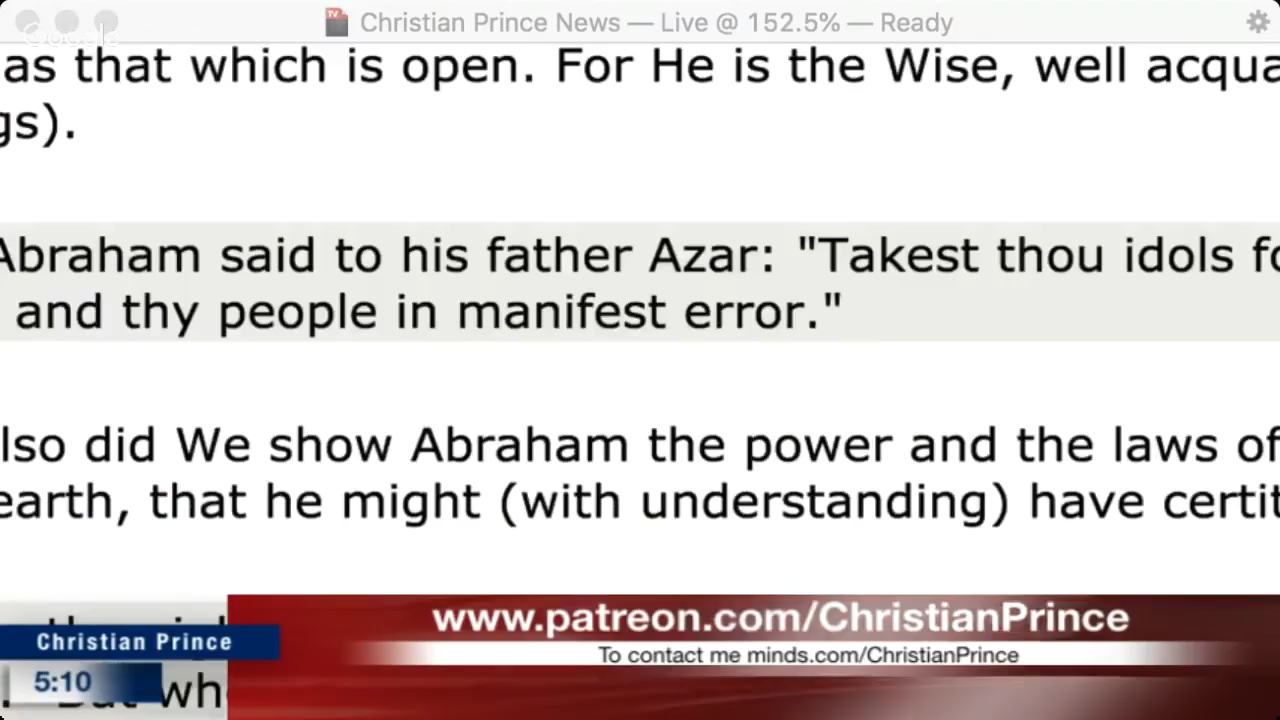 Christian Prince News — Live @ 152.5% — Ready
Google
as that which is open. For He is the Wise, well acqua
gs).
Abraham said to his father Azar: "Takest thou idols fo
and thy people in manifest error."
lso did We show Abraham the power and the laws of
earth, that he might (with understanding) have certit
www.patreon.com/ChristianPrince
Christian Prince
To contact me minds.com/ChristianPrince
5:10
wh